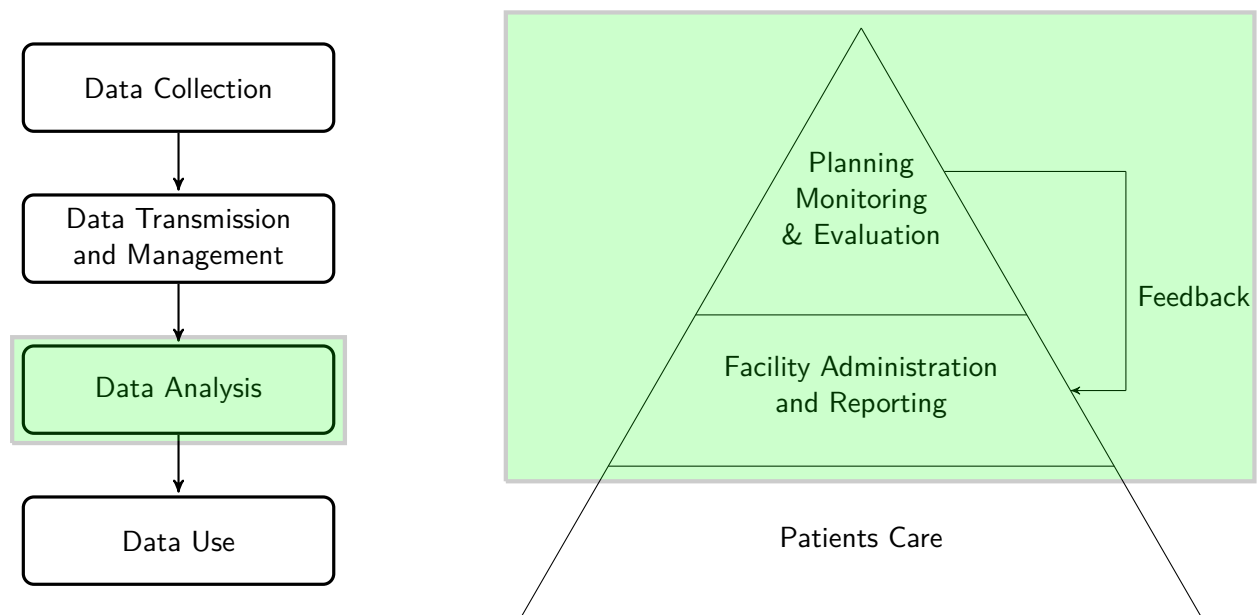 Data Collection
Data Transmission
and Management
Data Analysis
Data Use
Planning
Monitoring
& Evaluation
Feedback
Facility Administration
and Reporting
Patients Care